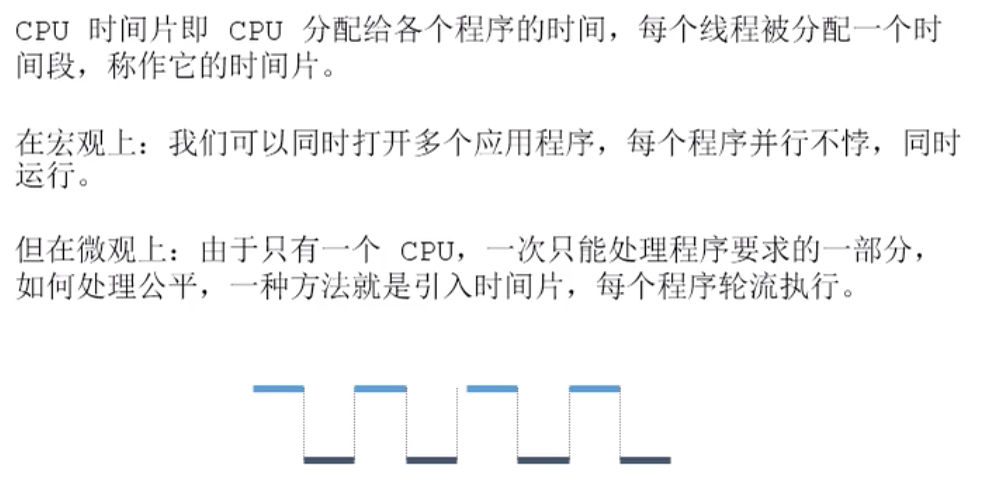 CPU 时间片即 CPU 分配给各个程序的时间，每个线程被分配一个时
间段，称作它的时间片。
在宏观上：我们可以同时打开多个应用程序，每个程序并行不悖，同时
运行。
但在微观上：由于只有一个 CPU，一次只能处理程序要求的一部分，
如何处理公平，一种方法就是引入时间片，每个程序轮流执行。